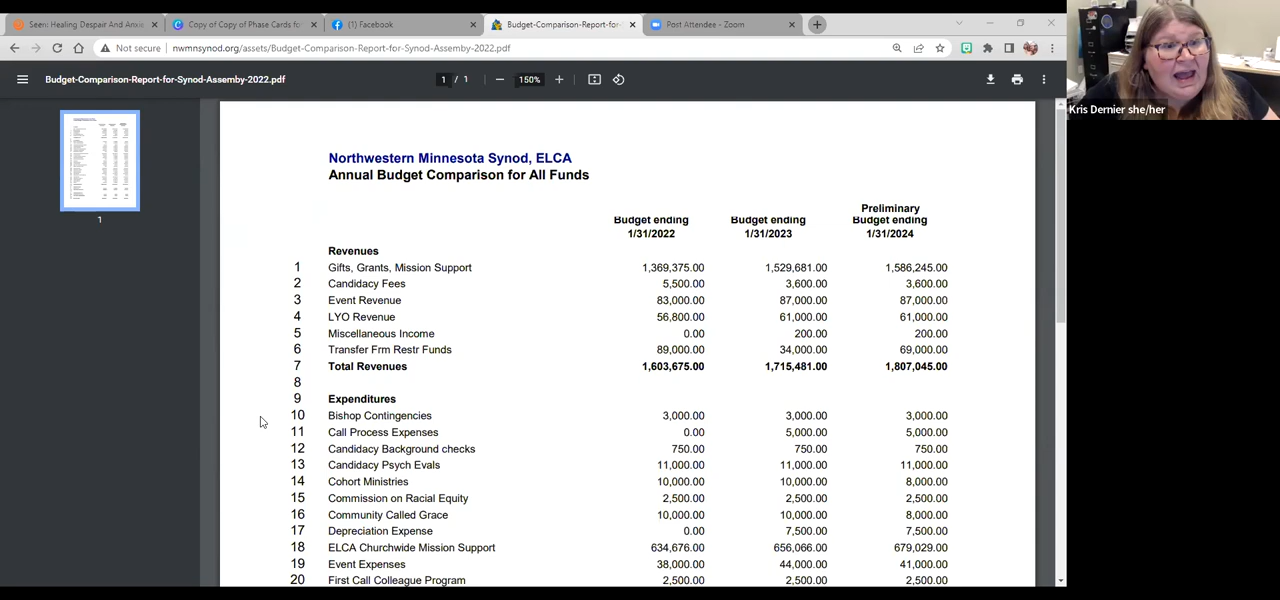 Seen: Healing Despair And Anxie
Copy of Copy of Phase Cards for
(1) Facebook
Budget-Comparison-Report-for-S
Post Attendee - Zoom
Not secure nwmnsynod.org/assets/Budget-Comparison-Report-for-Synod-Assemby-2022.pdf
Budget-Comparison-Report-for-Synod-Assemby-2022.pdf
1 / 1
150%
Kris Dernier she/her
1
Northwestern Minnesota Synod, ELCA
Annual Budget Comparison for All Funds
Preliminary
Budget ending Budget ending Budget ending
1/31/2022 1/31/2023 1/31/2024
Revenues
1 Gifts, Grants, Mission Support 1,369,375.00 1,529,681.00 1,586,245.00
2 Candidacy Fees 5,500.00 3,600.00 3,600.00
3 Event Revenue 83,000.00 87,000.00 87,000.00
4 LYO Revenue 56,800.00 61,000.00 61,000.00
5 Miscellaneous Income 0.00 200.00 200.00
6 Transfer Frm Restr Funds 89,000.00 34,000.00 69,000.00
7 Total Revenues 1,603,675.00 1,715,481.00 1,807,045.00
8
9 Expenditures
10 Bishop Contingencies 3,000.00 3,000.00 3,000.00
11 Call Process Expenses 0.00 5,000.00 5,000.00
12 Candidacy Background checks 750.00 750.00 750.00
13 Candidacy Psych Evals 11,000.00 11,000.00 11,000.00
14 Cohort Ministries 10,000.00 10,000.00 8,000.00
15 Commission on Racial Equity 2,500.00 2,500.00 2,500.00
16 Community Called Grace 10,000.00 10,000.00 8,000.00
17 Depreciation Expense 0.00 7,500.00 7,500.00
18 ELCA Churchwide Mission Support 634,676.00 656,066.00 679,029.00
19 Event Expenses 38,000.00 44,000.00 41,000.00
20 First Call Colleague Program 2,500.00 2,500.00 2,500.00